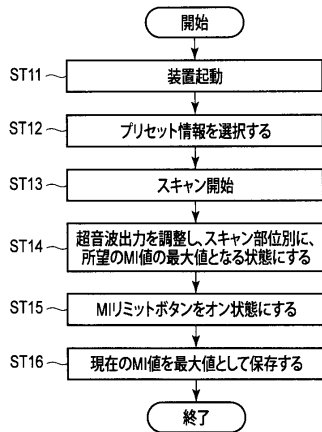 開始
ST11
装置起動
ST12
プリセット情報を選択する
ST13
スキャン開始
ST14
超音波出力を調整し、スキャン部位別に、
所望のMI値の最大値となる状態にする
ST15
MIリミットボタンをオン状態にする
ST16
現在のMI値を最大値として保存する
終了